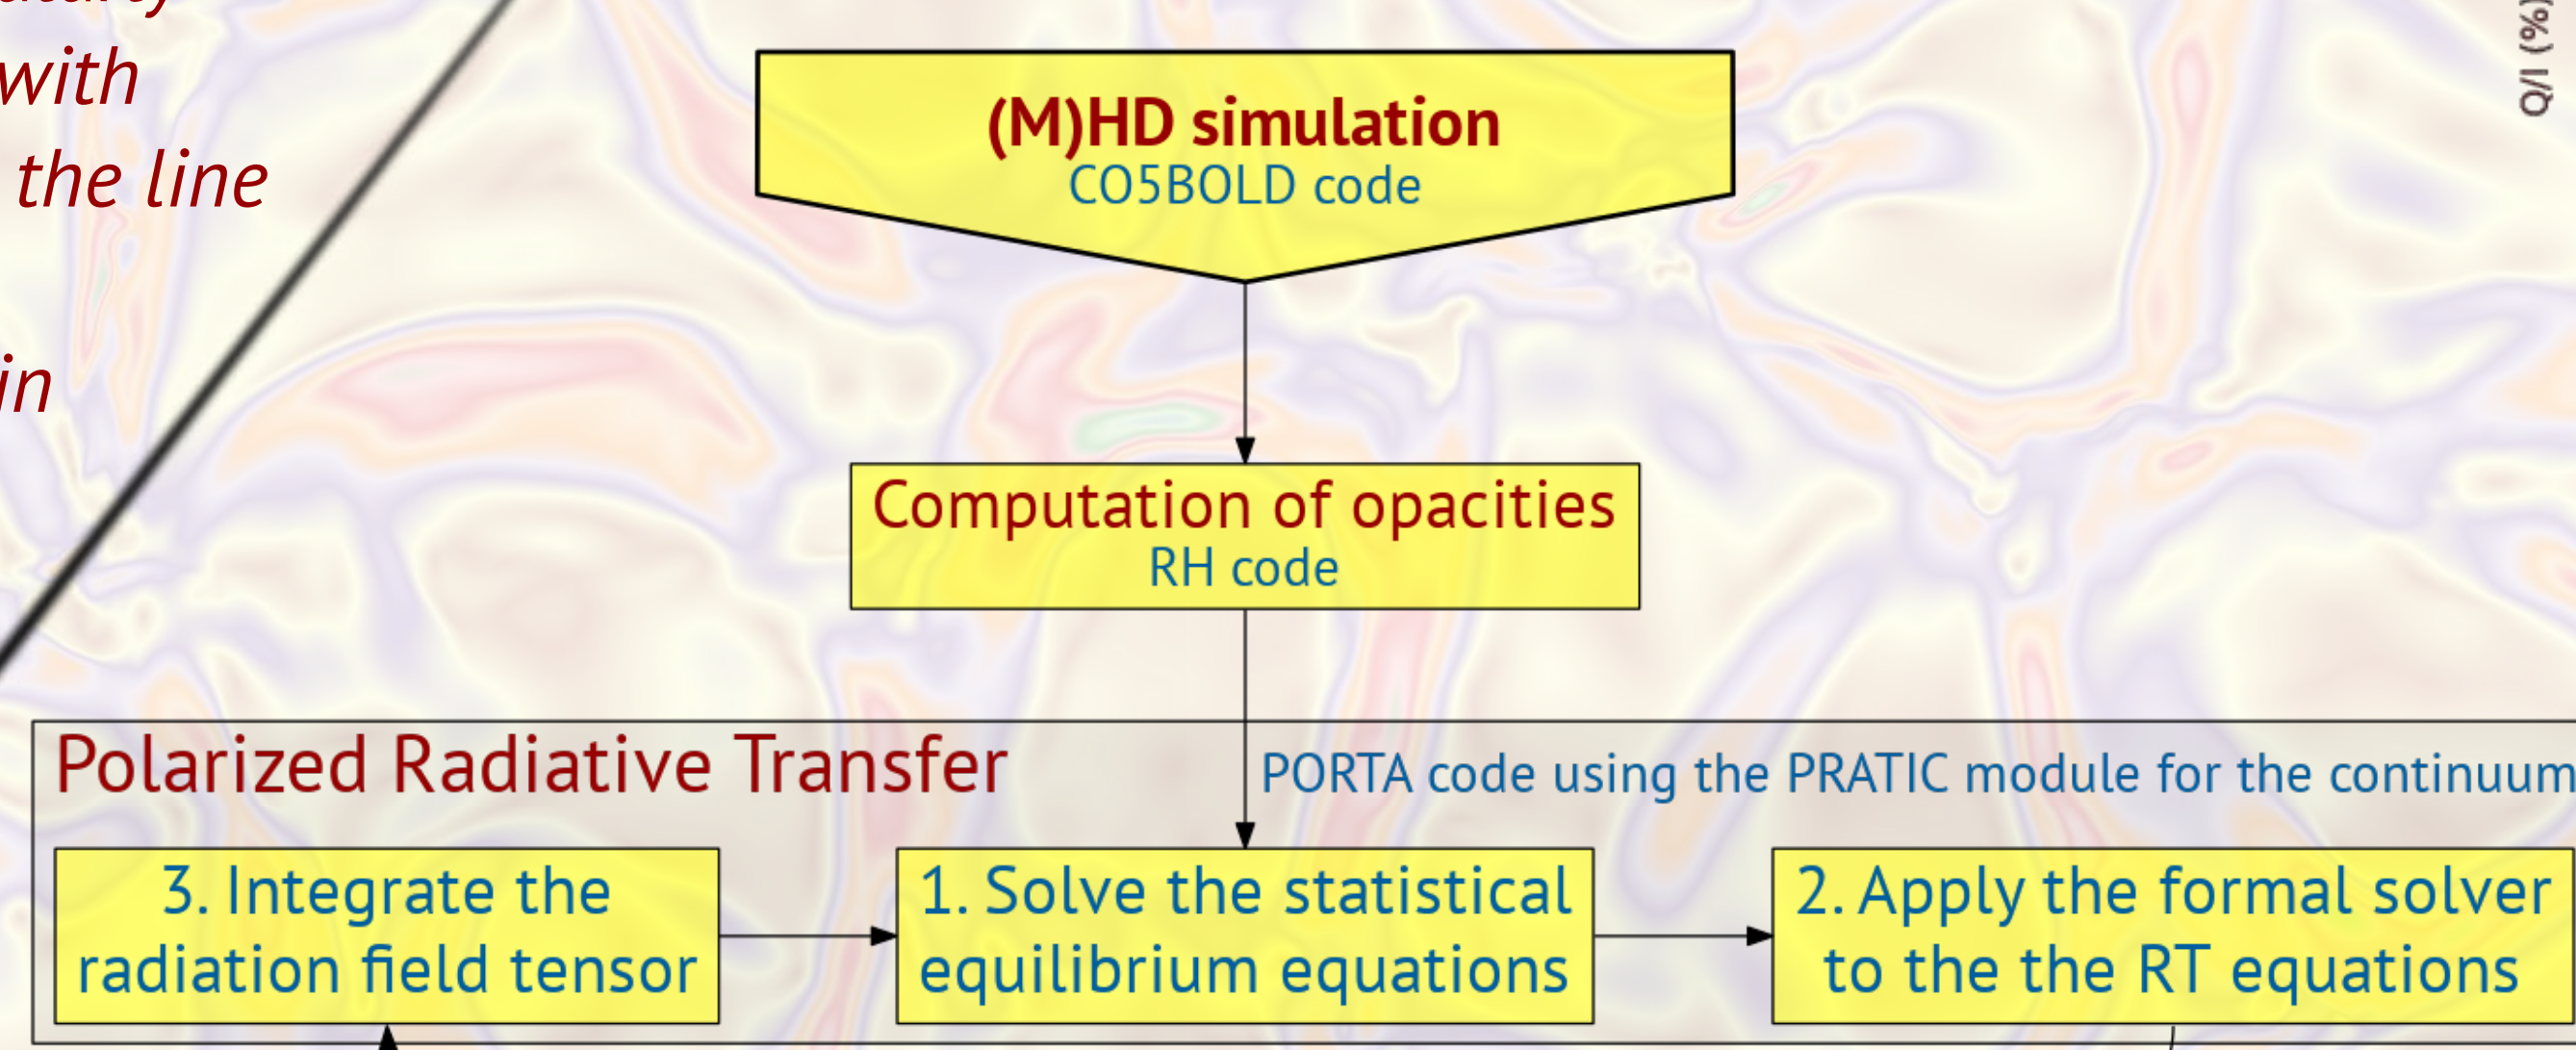 with
the line
in
(M)HD simulation
CO5BOLD code
Q/I (%)
Computation of opacities
RH code
Polarized Radiative Transfer
PORTA code using the PRATIC module for the continuum
3. Integrate the
radiation field tensor
1. Solve the statistical
equilibrium equations
2. Apply the formal solver
to the the RT equations